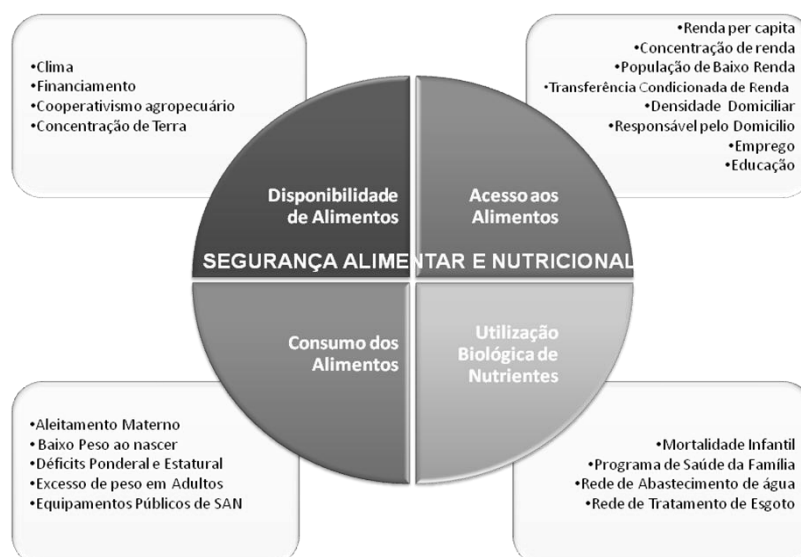 •Clima
•Financiamento
•Cooperativismo agropecuário
•Concentração de Terra
•Renda per capita
•Concentração de renda
•População de Baixo Renda
•Transferência Condicionada de Renda
•Densidade Domiciliar
•Responsável pelo Domicilio
•Emprego
•Educação
Disponibilidade
de Alimentos
Acesso aos
Alimentos
SEGURANÇA ALIMENTAR E NUTRICIONAL
Consumo dos
Alimentos
Utilização
Biológica de
Nutrientes
•Aleitamento Materno
•Baixo Peso ao nascer
•Déficits Ponderal e Estatural
•Excesso de peso em Adultos
•Equipamentos Públicos de SAN
•Mortalidade Infantil
•Programa de Saúde da Família
•Rede de Abastecimento de água
•Rede de Tratamento de Esgoto